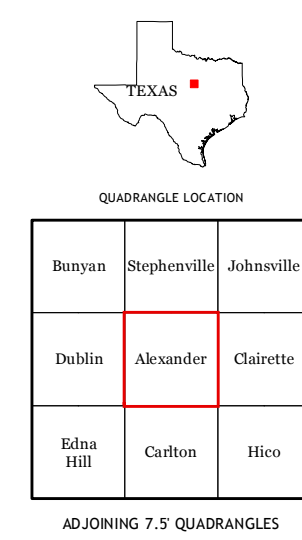 TEXAS
QUADRANGLE LOCATION
Bunyan Stephenville Johnsville
Dublin Alexander Clairette
Edna
Hill Carlton Hico
ADJOINING 7.5' QUADRANGLES